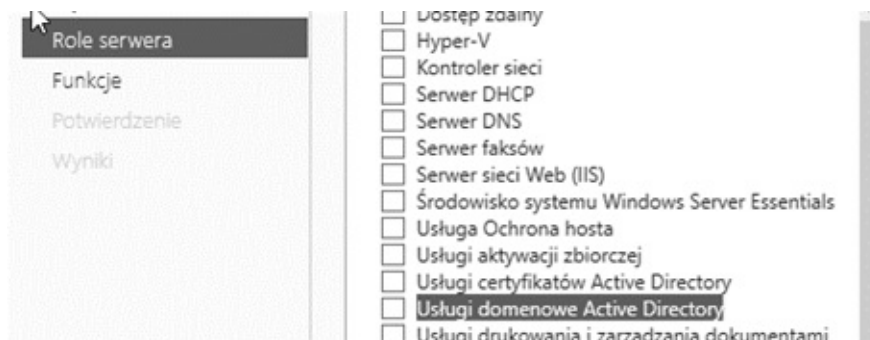 Role serwera
Funkcje
Potwierdzenie
Wyniki
Dostęp zdalny
Hyper-V
Kontroler sieci
Serwer DHCP
Serwer DNS
Serwer faksów
Serwer sieci Web (IIS)
Środowisko systemu Windows Server Essentials
Usługa Ochrona hosta
Usługi aktywacji zbiorczej
Usługi certyfikatów Active Directory
Usługi domenowe Active Directory
Usługi drukowania i zarządzania dokumentami